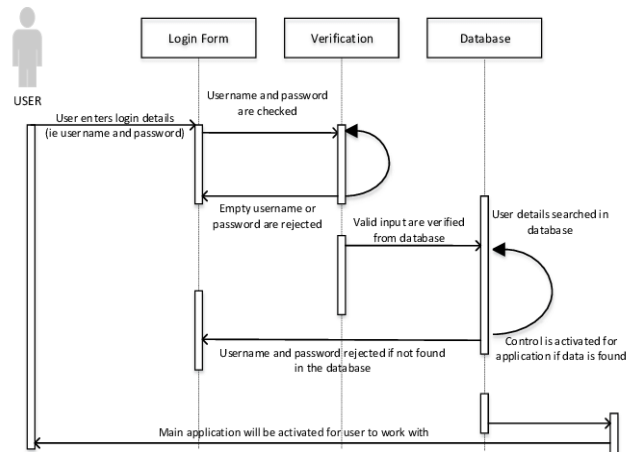 Login Form
Verification
Database
USER
User enters login details
(ie username and password)
Username and password
are checked
Empty username or
password are rejected
Valid input are verified
from database
User details searched in
database
Username and password rejected if not found
in the database
Control is activated for
application if data is found
Main application will be activated for user to work with